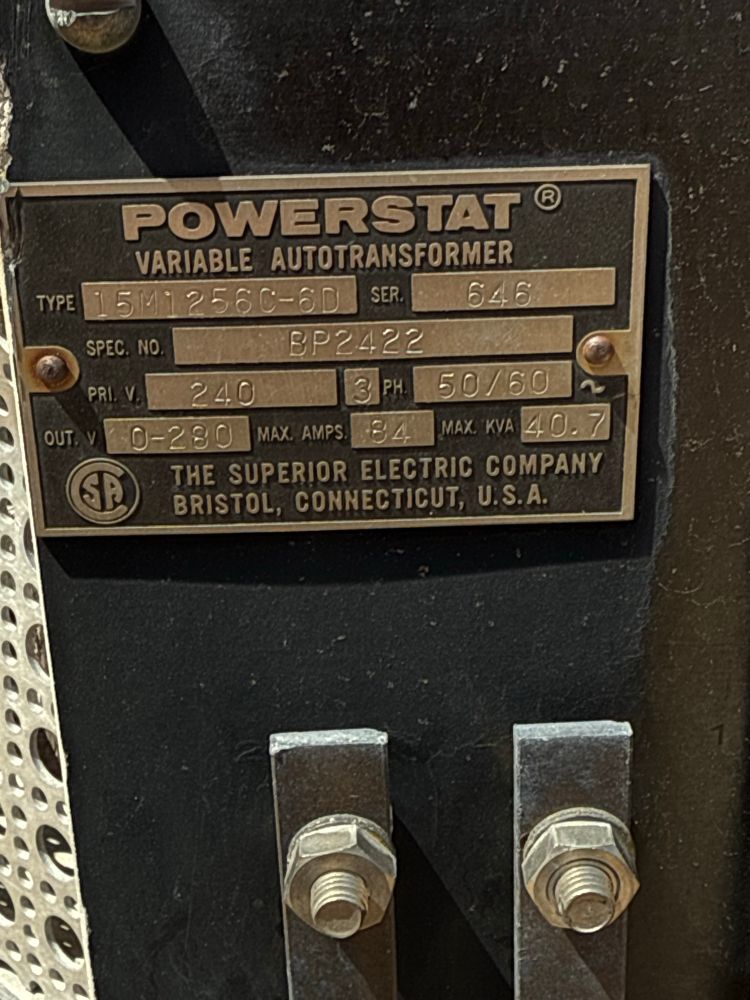 POWERSTAT ®
VARIABLE AUTOTRANSFORMER
TYPE 15M1256C-6D SER. 646
SPEC. NO. BP2422
PRI. V. 240 3 PH. 50/60 ~
OUT. V 0-280 MAX. AMPS. 84 MAX. KVA 40.7
SA THE SUPERIOR ELECTRIC COMPANY
BRISTOL, CONNECTICUT, U.S.A.